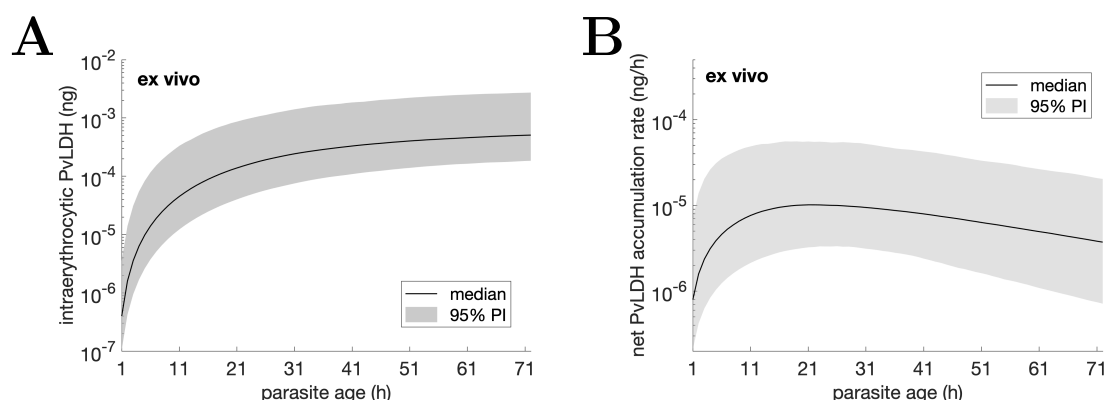 A
B
ex vivo
intraerythrocytic PvLDH (ng)
10-2
10-3
10-4
10-5
10-6
10-7
median
95% PI
1 11 21 31 41 51 61 71
parasite age (h)
ex vivo
net PvLDH accumulation rate (ng/h)
10-4
10-5
10-6
median
95% PI
1 11 21 31 41 51 61 71
parasite age (h)